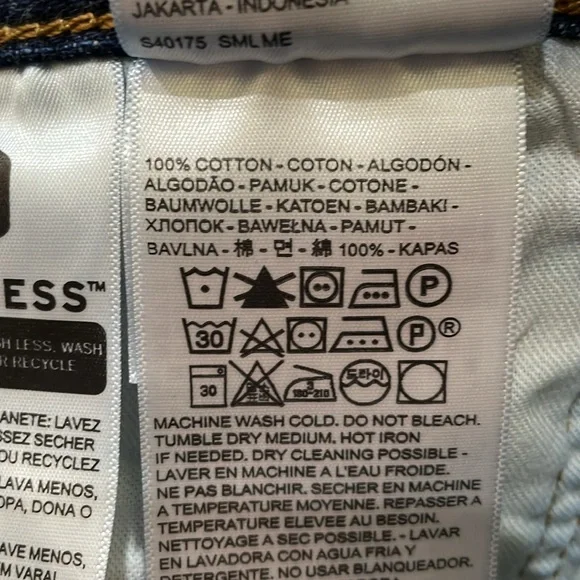 JAKARTA - INDONESIA
S40175 SMLME
100% COTTON - COTON - ALGODÓN -
ALGODÃO - PAMUK - COTONE -
BAUMWOLLE - KATOEN - BAMBAKI -
ХЛОПОК - BAWEŁNA - PAMUT -
BAVLNA - 棉 - 면 - 綿 100% - KAPAS
P
30 P®
30 3 180-210 드라이
MACHINE WASH COLD. DO NOT BLEACH.
TUMBLE DRY MEDIUM. HOT IRON
IF NEEDED. DRY CLEANING POSSIBLE -
LAVER EN MACHINE A L'EAU FROIDE.
NE PAS BLANCHIR. SECHER EN MACHINE
A TEMPERATURE MOYENNE. REPASSER A
TEMPERATURE ELEVEE AU BESOIN.
NETTOYAGE A SEC POSSIBLE - LAVAR
EN LAVADORA CON AGUA FRIA Y
DETERGENTE. NO USAR BLANQUEADOR.
ESS™
SH LESS. WASH
R RECYCLE
ANETE: LAVEZ
SSEZ SECHER
OU RECYCLEZ
LAVA MENOS,
OPA, DONA O
AVE MENOS,
M VARAL